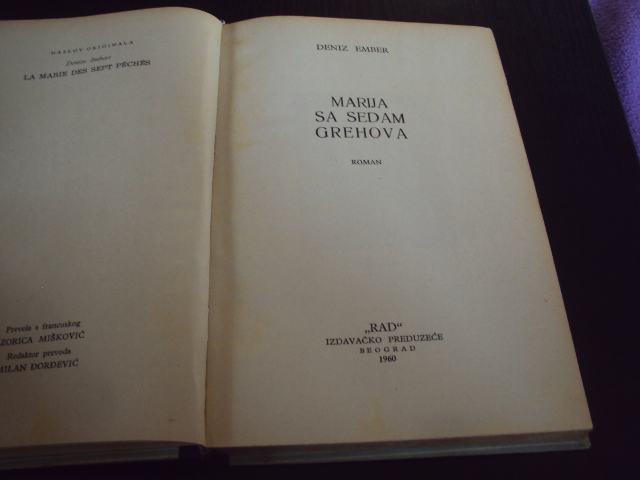 NASLOV ORIGINALA
Denise Imber
LA MARIE DES SEPT PÉCHÉS
Prevela s francuskog
ZORICA MIŠKOVIĆ
Redaktor prevoda
MILAN ĐORĐEVIĆ
DENIZ EMBER
MARIJA
SA SEDAM
GREHOVA
ROMAN
„RAD"
IZDAVAČKO PREDUZEĆE
BEOGRAD
1960